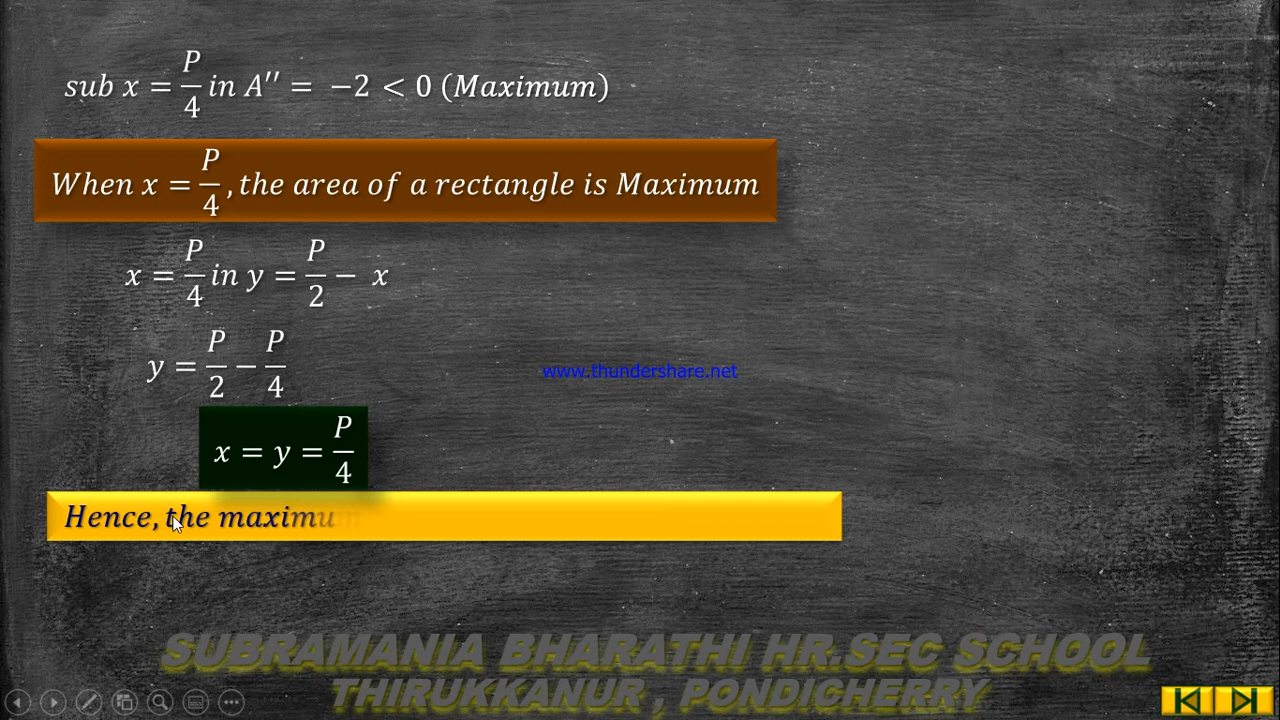 sub x = P/4 in A′′ = −2 < 0 (Maximum)
When x = P/4, the area of a rectangle is Maximum
x = P/4 in y = P/2 − x
y = P/2 − P/4
www.thundershare.net
x = y = P/4
Hence, the maximum
SUBRAMANIA BHARATHI HR.SEC SCHOOL
THIRUKKANUR , PONDICHERRY